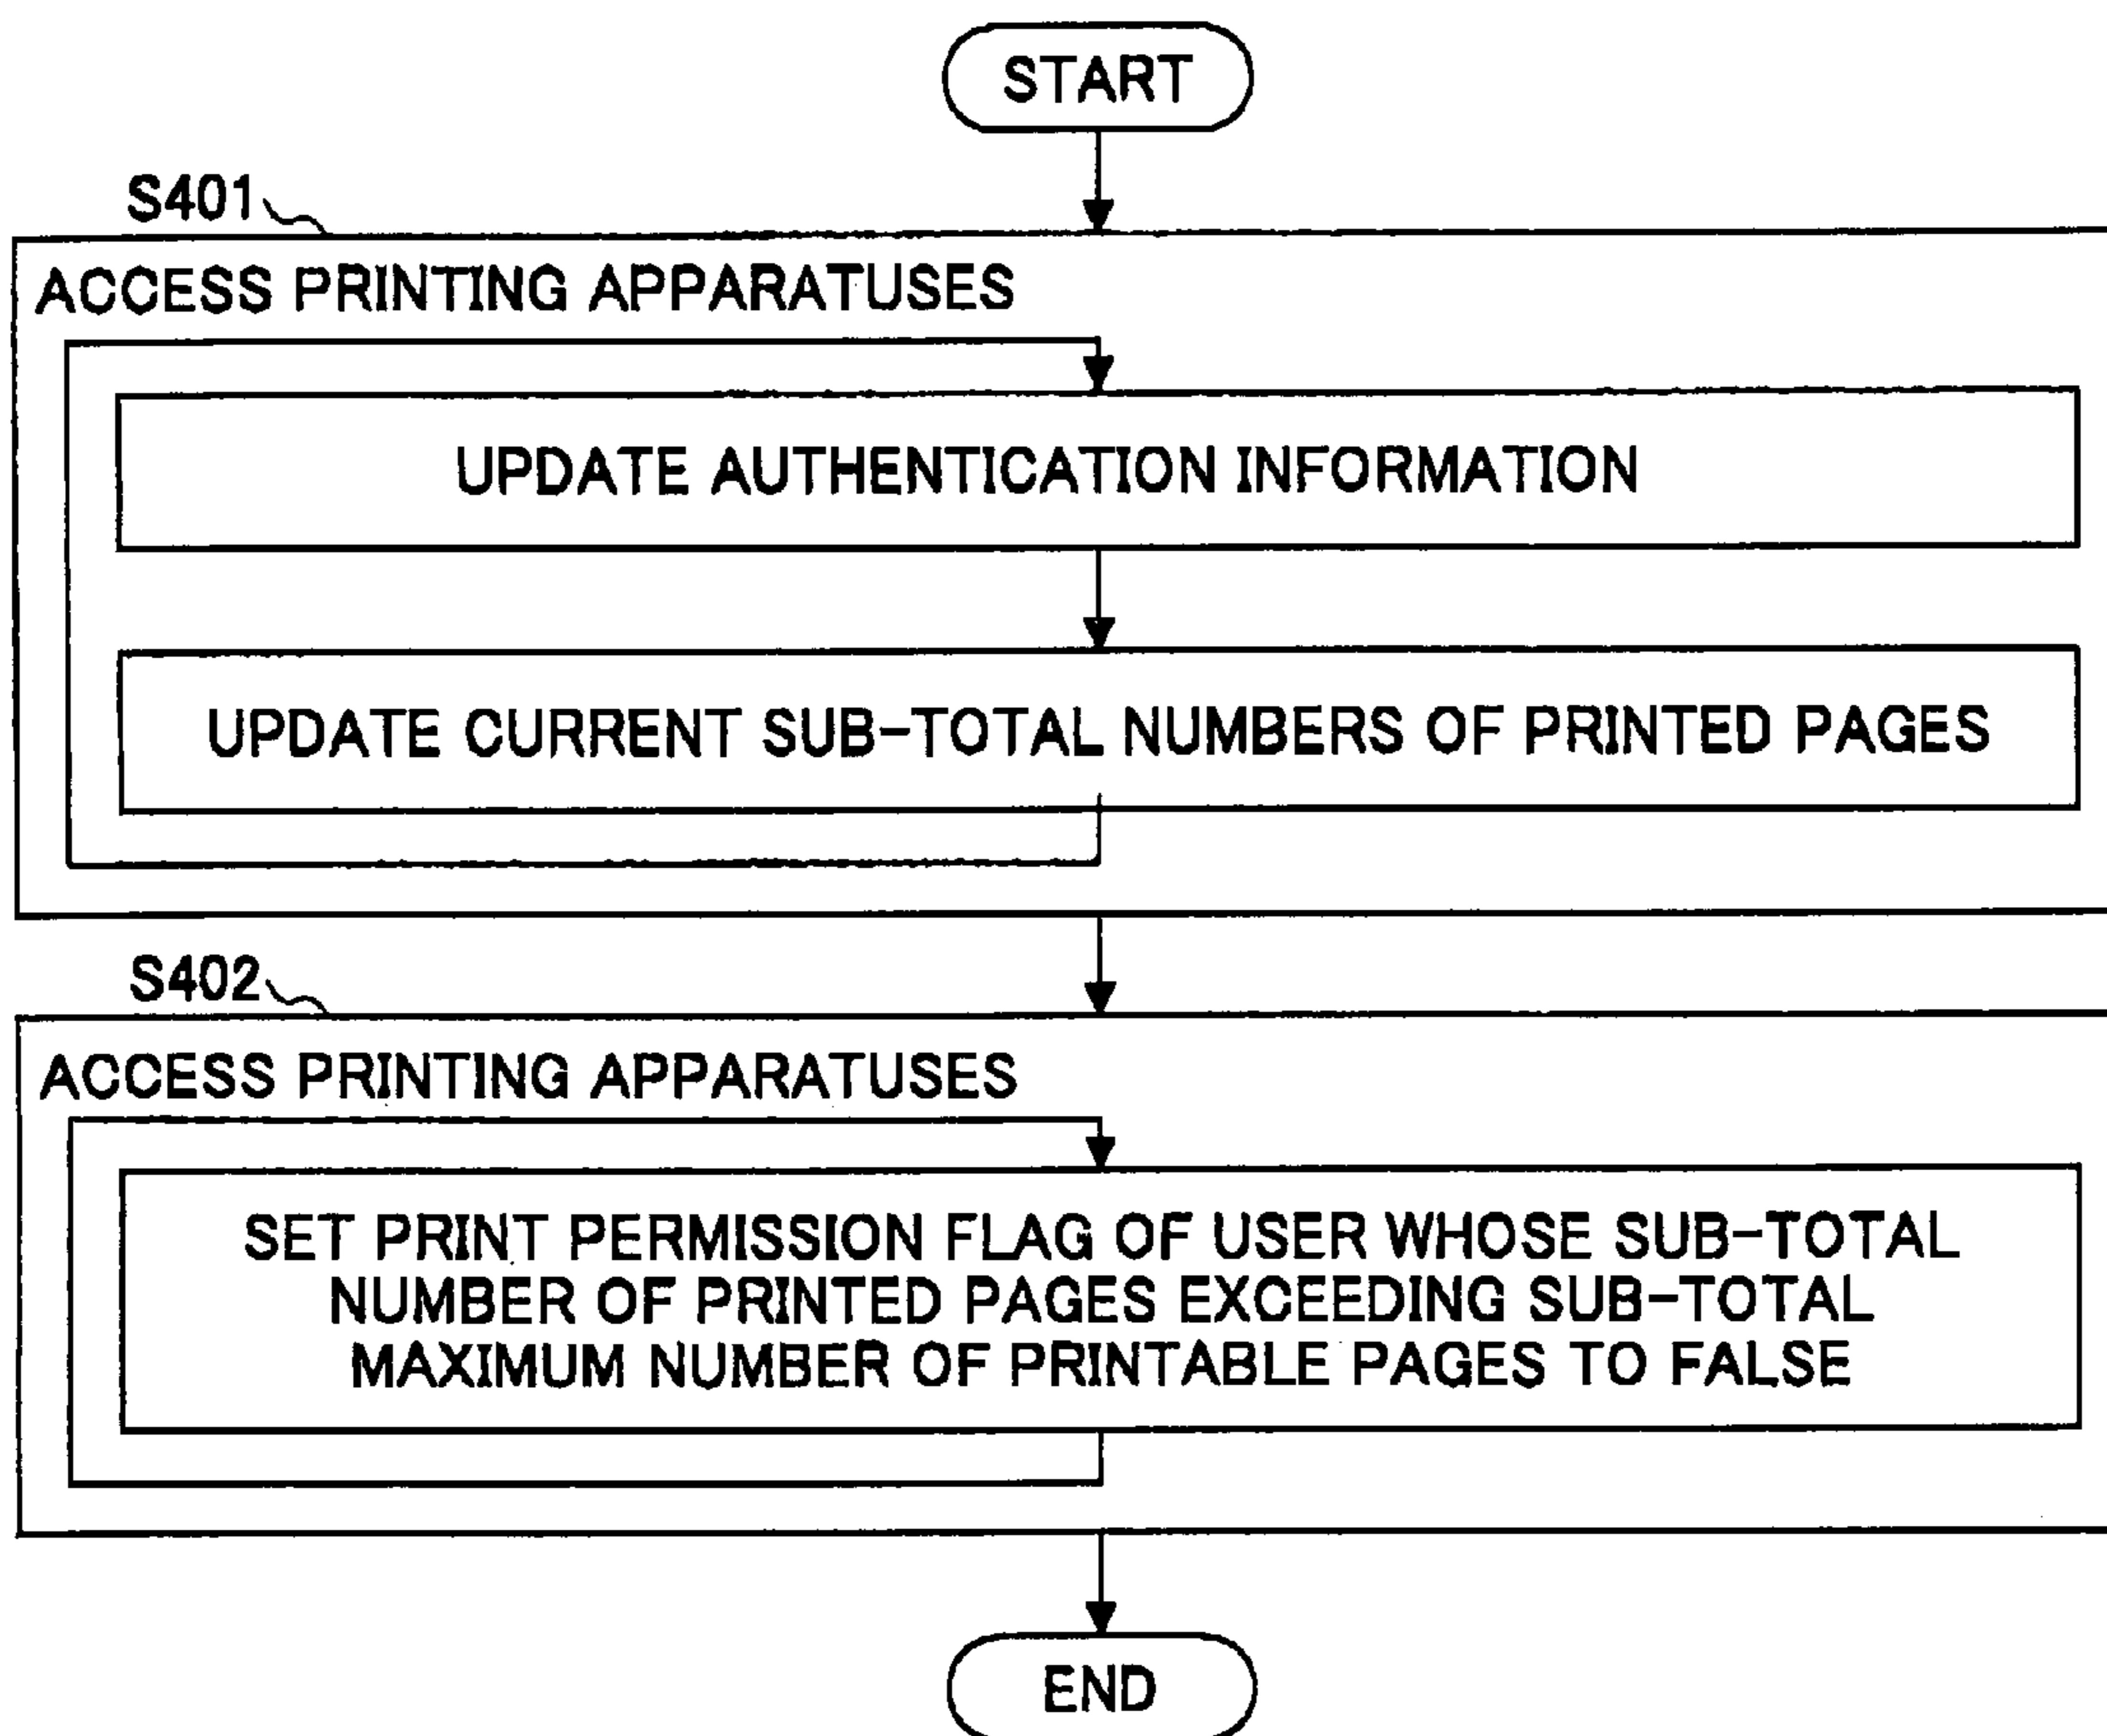 START
S401
ACCESS PRINTING APPARATUSES
UPDATE AUTHENTICATION INFORMATION
UPDATE CURRENT SUB-TOTAL NUMBERS OF PRINTED PAGES
S402
ACCESS PRINTING APPARATUSES
SET PRINT PERMISSION FLAG OF USER WHOSE SUB-TOTAL
NUMBER OF PRINTED PAGES EXCEEDING SUB-TOTAL
MAXIMUM NUMBER OF PRINTABLE PAGES TO FALSE
END